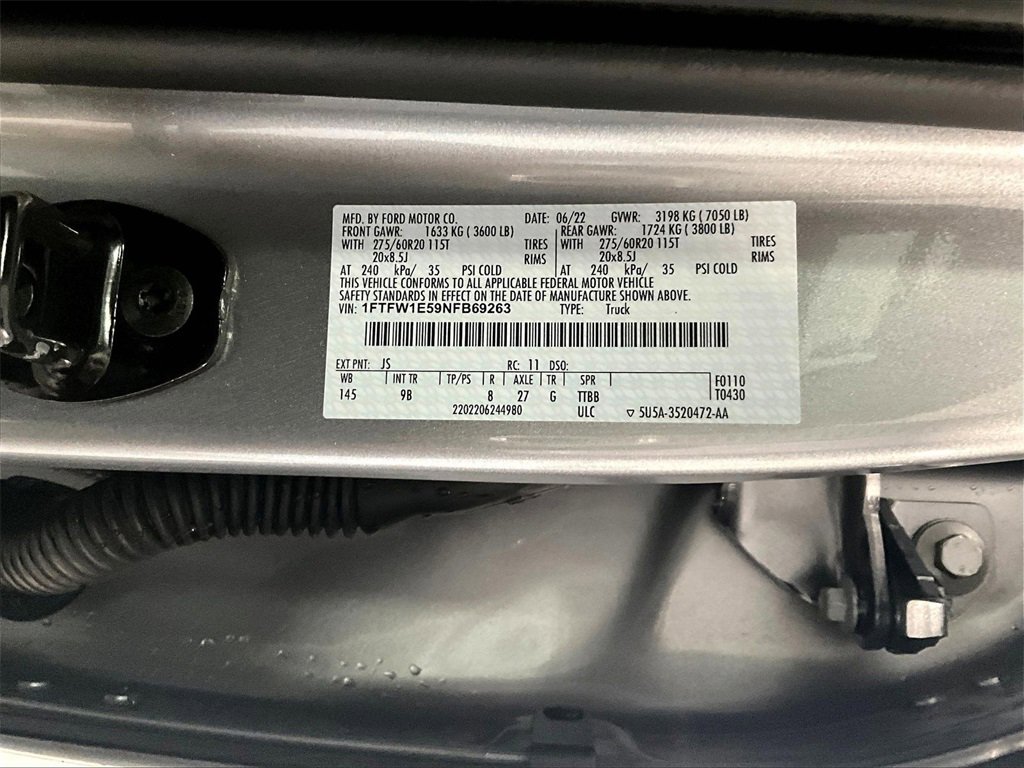 MFD. BY FORD MOTOR CO. DATE: 06/22 GVWR: 3198 KG ( 7050 LB)
FRONT GAWR: 1633 KG ( 3600 LB) REAR GAWR: 1724 KG ( 3800 LB)
WITH 275/60R20 115T TIRES WITH 275/60R20 115T TIRES
20x8.5J RIMS 20x8.5J RIMS
AT 240 kPa/ 35 PSI COLD AT 240 kPa/ 35 PSI COLD
THIS VEHICLE CONFORMS TO ALL APPLICABLE FEDERAL MOTOR VEHICLE
SAFETY STANDARDS IN EFFECT ON THE DATE OF MANUFACTURE SHOWN ABOVE.
VIN: 1FTFW1E59NFB69263 TYPE: Truck
EXT PNT: JS RC: 11 DSO:
WB INT TR TP/PS R AXLE TR SPR F0110
145 9B 8 27 G TTBB T0430
2202206244980 ULC ▽ 5U5A-3520472-AA